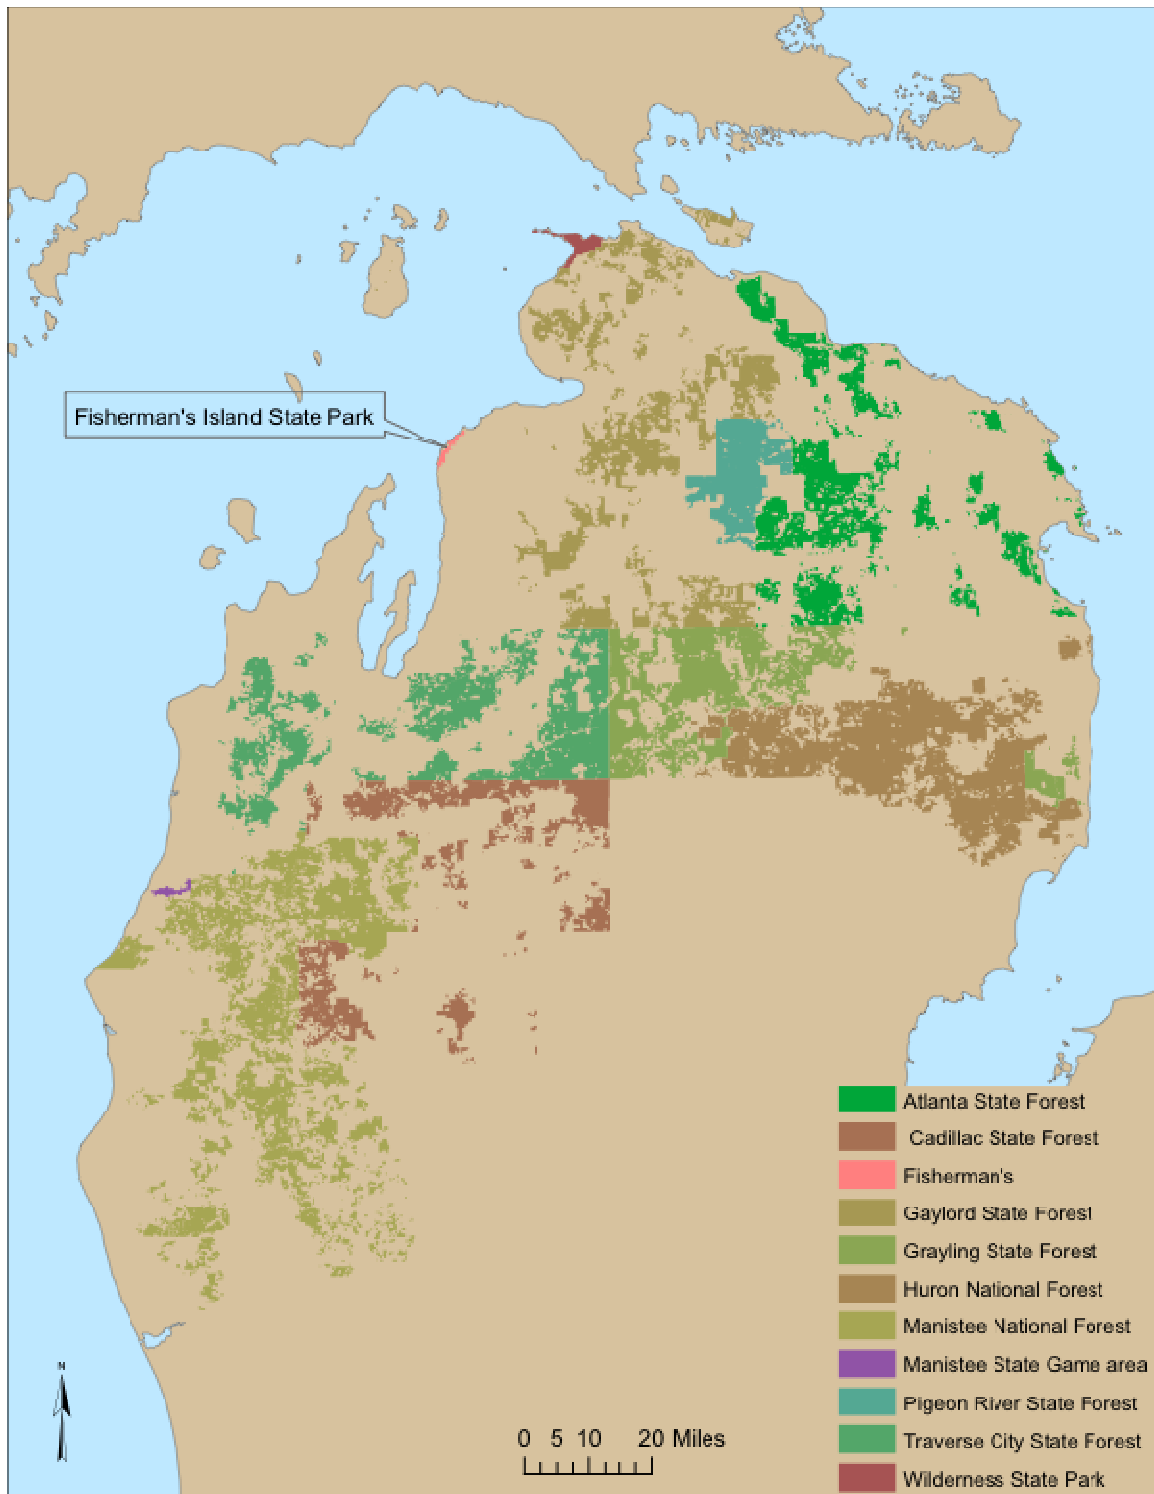 Fisherman's Island State Park
Atlanta State Forest
Cadillac State Forest
Fisherman's
Gaylord State Forest
Grayling State Forest
Huron National Forest
Manistee National Forest
Manistee State Game area
Pigeon River State Forest
Traverse City State Forest
Wilderness State Park
N
0 5 10 20 Miles